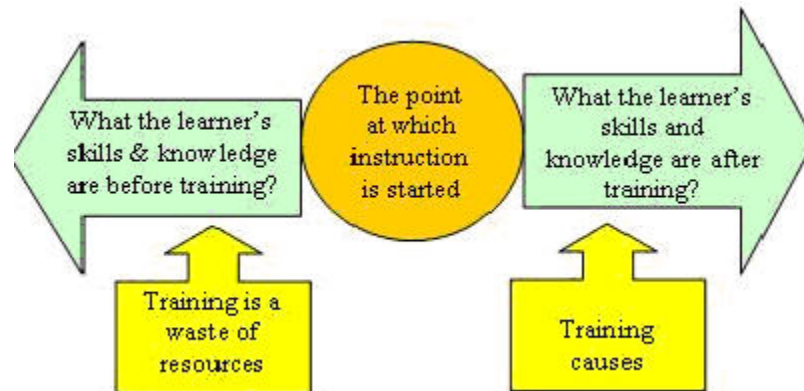 What the learner's
skills & knowledge
are before training?
The point
at which
instruction
is started
What the learner's
skills and
knowledge are after
training?
Training is a
waste of
resources
Training
causes